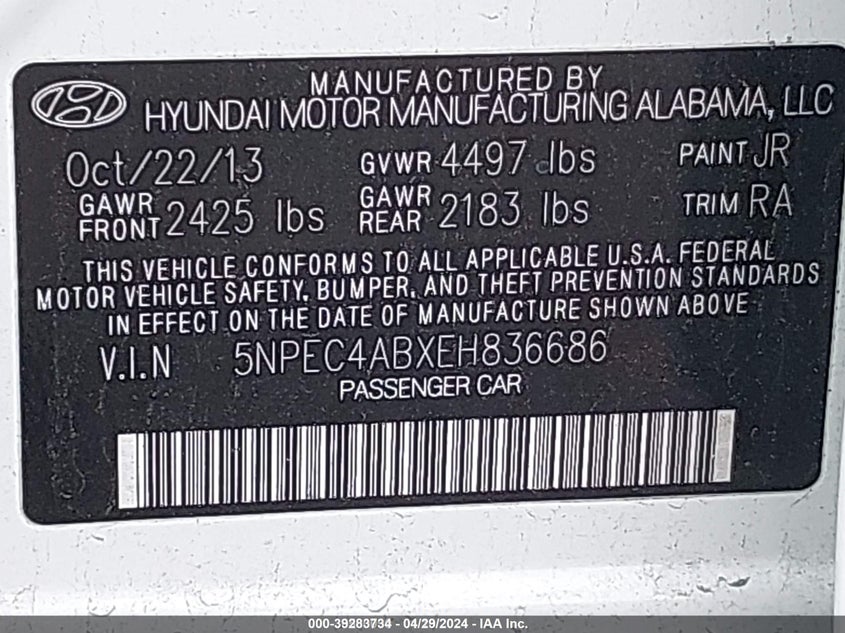 MANUFACTURED BY
HYUNDAI MOTOR MANUFACTURING ALABAMA, LLC
Oct/22/13 GVWR 4497 lbs PAINT JR
GAWR FRONT 2425 lbs GAWR REAR 2183 lbs TRIM RA
THIS VEHICLE CONFORMS TO ALL APPLICABLE U.S.A. FEDERAL
MOTOR VEHICLE SAFETY, BUMPER, AND THEFT PREVENTION STANDARDS
IN EFFECT ON THE DATE OF MANUFACTURE SHOWN ABOVE
V.I.N 5NPEC4ABXEH836686
PASSENGER CAR
000-39283734 - 04/29/2024 - IAA Inc.